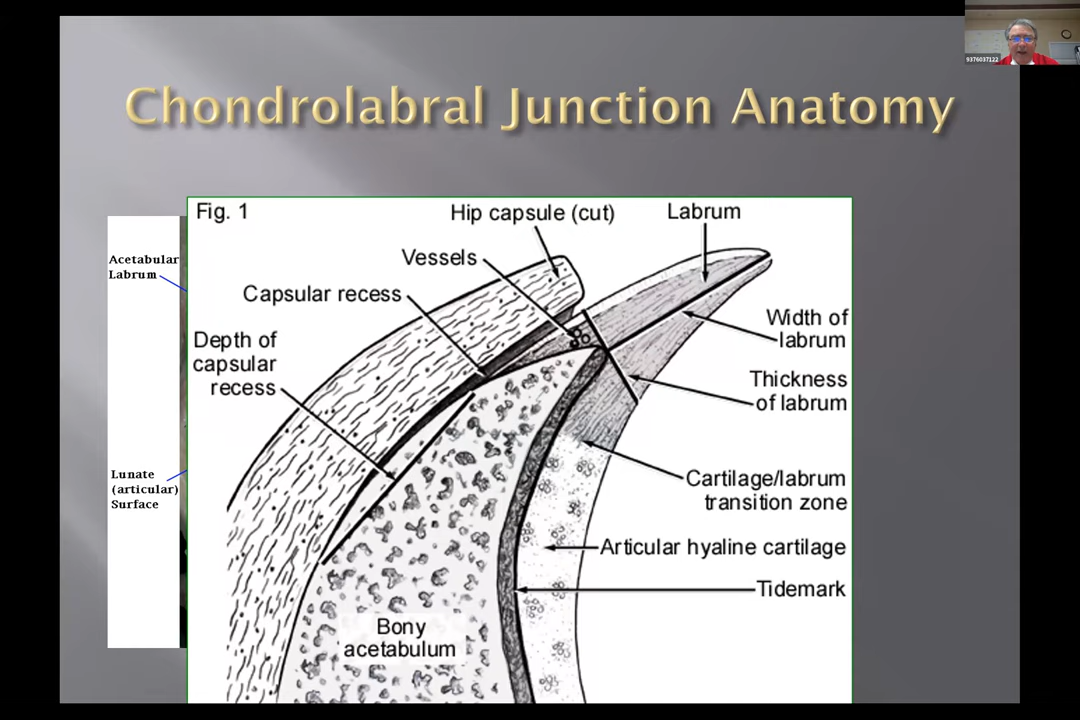 9376037122
Chondrolabral Junction Anatomy
Acetabular
Labrum
Lunate
(articular)
Surface
Fig. 1
Hip capsule (cut)
Labrum
Vessels
Capsular recess
Depth of
capsular
recess
Width of
labrum
Thickness
of labrum
Cartilage/labrum
transition zone
Articular hyaline cartilage
Tidemark
Bony
acetabulum